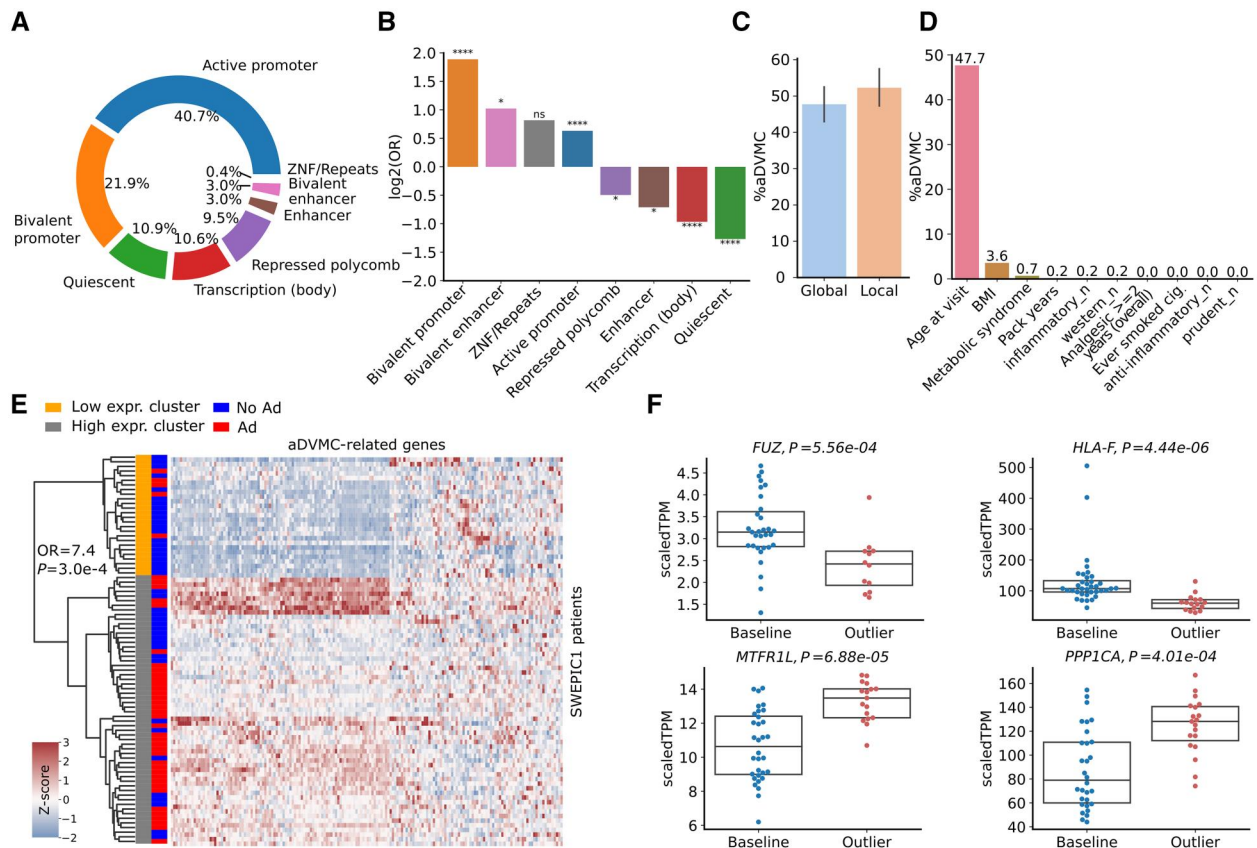 A
Active promoter
40.7%
0.4%
ZNF/Repeats
3.0%
Bivalent
enhancer
3.0%
Enhancer
21.9%
9.5%
Bivalent
promoter
10.9%
10.6%
Repressed polycomb
Quiescent
Transcription (body)
B
log2(OR)
2.0
1.5
1.0
0.5
0.0
−0.5
−1.0
−1.5
−2.0
****
*
ns
****
*
*
****
****
Bivalent promoter
Bivalent enhancer
ZNF/Repeats
Active promoter
Repressed polycomb
Enhancer
Transcription (body)
Quiescent
C
%aDVMC
60
50
40
30
20
10
0
Global
Local
D
%aDVMC
50
40
30
20
10
0
47.7
3.6
0.7
0.2
0.2
0.2
0.0
0.0
0.0
0.0
Age at visit
BMI
Metabolic syndrome
Pack years
inflammatory_n
western_n
Analgesic >=2
years (overall)
Ever smoked cig.
anti-inflammatory_n
prudent_n
E
Low expr. cluster
No Ad
High expr. cluster
Ad
aDVMC-related genes
OR=7.4
P=3.0e-4
SWEPIC1 patients
Z-score
3
2
1
0
−1
−2
F
FUZ, P=5.56e-04
scaledTPM
4.5
4.0
3.5
3.0
2.5
2.0
1.5
Baseline
Outlier
HLA-F, P=4.44e-06
scaledTPM
500
400
300
200
100
Baseline
Outlier
MTFR1L, P=6.88e-05
scaledTPM
14
12
10
8
6
Baseline
Outlier
PPP1CA, P=4.01e-04
scaledTPM
160
140
120
100
80
60
40
Baseline
Outlier